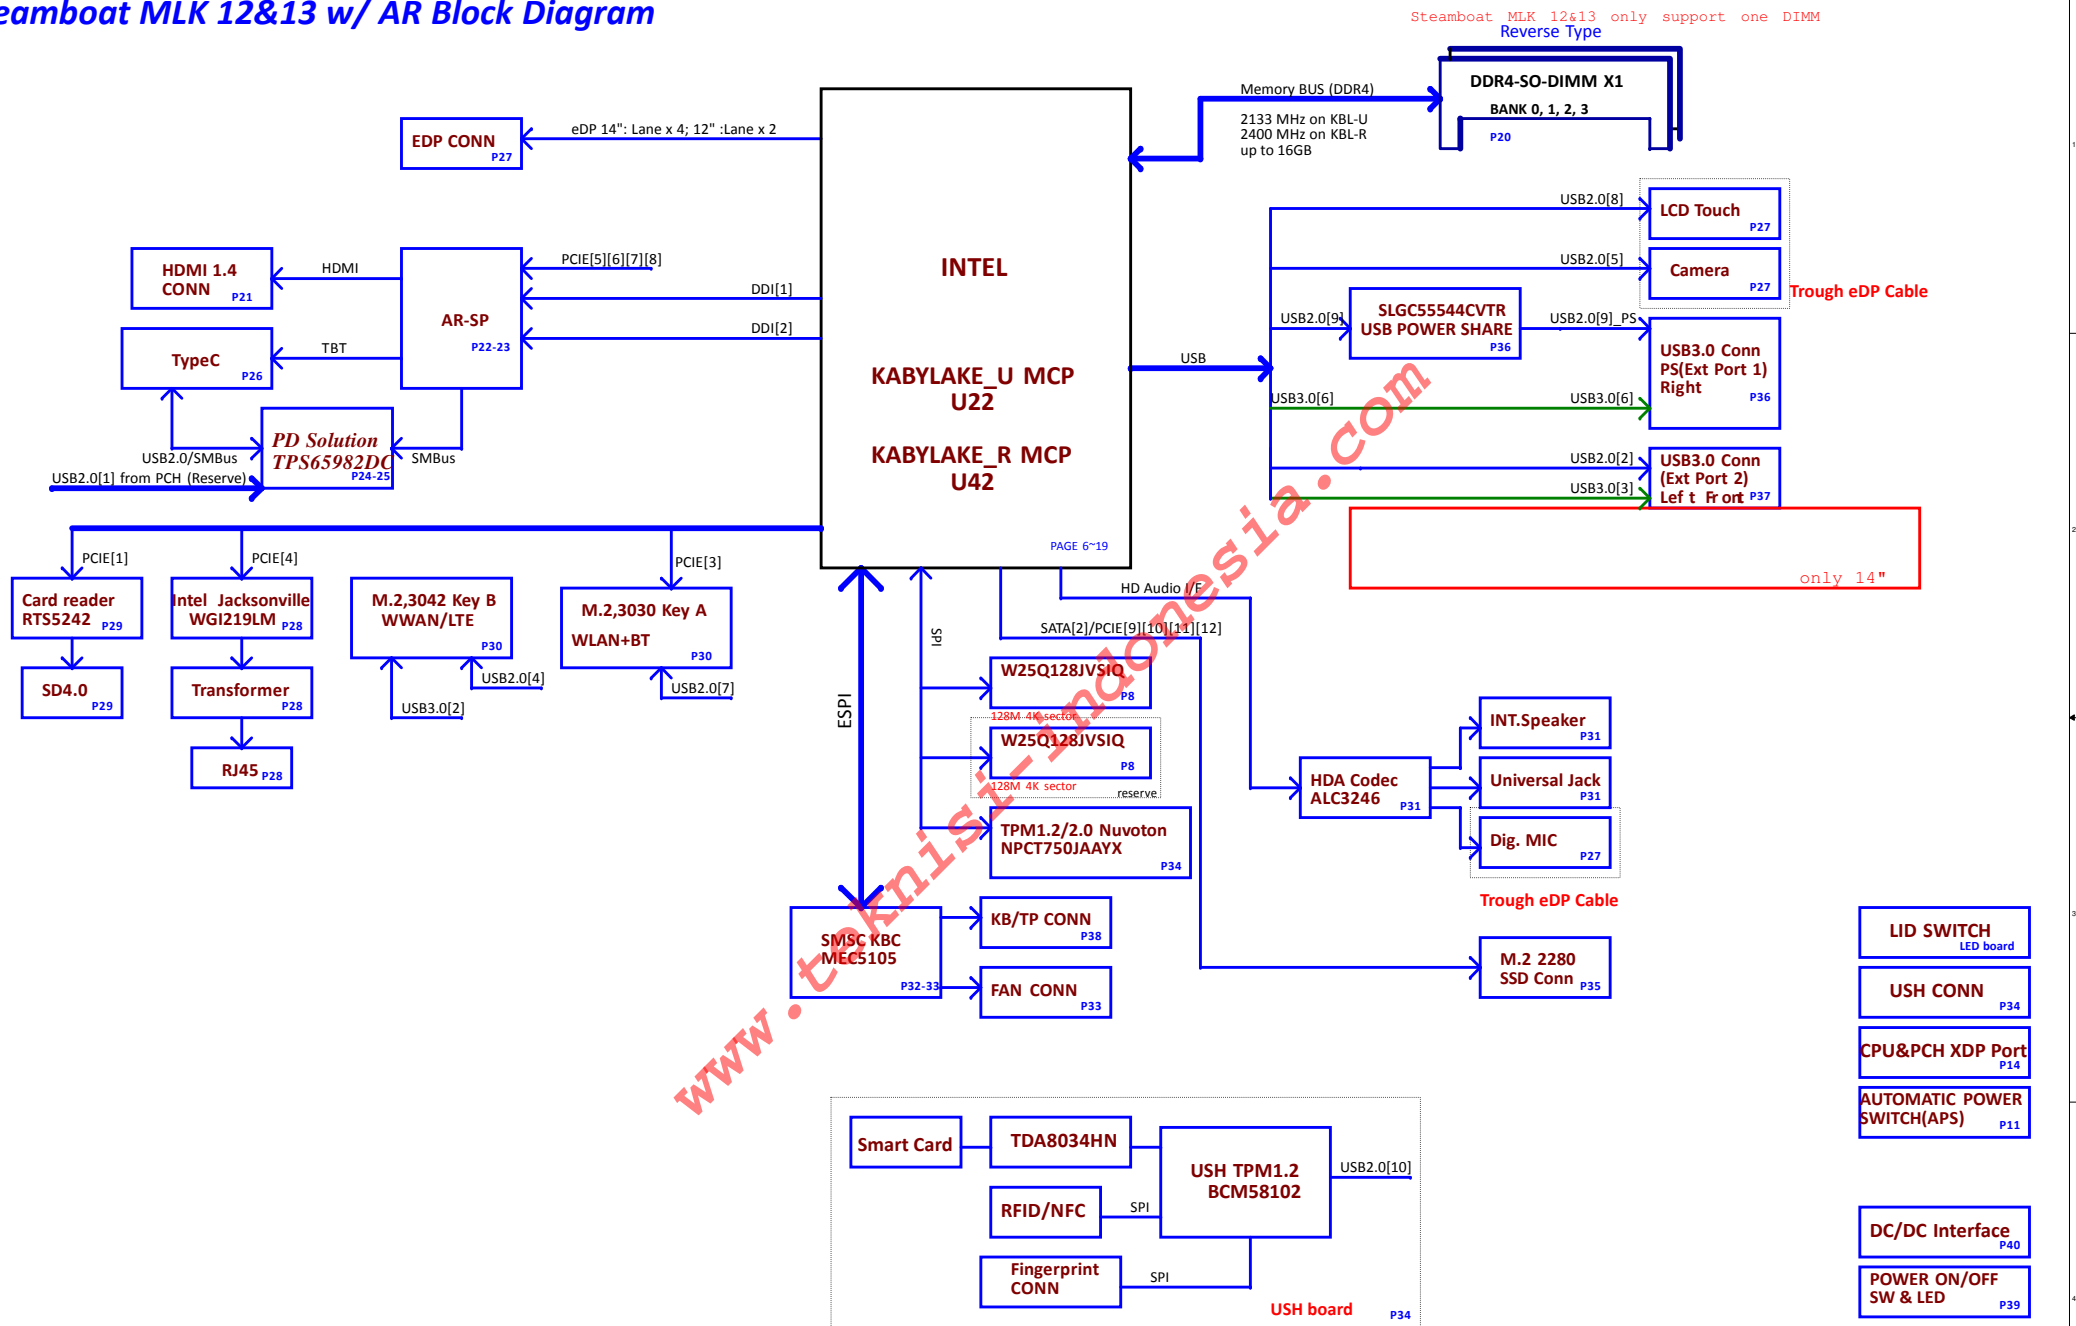 eamboat MLK 12&13 w/ AR Block Diagram
Steamboat MLK 12&13 only support one DIMM
Reverse Type
DDR4-SO-DIMM X1
BANK 0, 1, 2, 3
P20
Memory BUS (DDR4)
2133 MHz on KBL-U
2400 MHz on KBL-R
up to 16GB
EDP CONN
P27
eDP 14": Lane x 4; 12" :Lane x 2
INTEL
KABYLAKE_U MCP
U22
KABYLAKE_R MCP
U42
PAGE 6~19
HDMI 1.4
CONN
P21
HDMI
AR-SP
P22-23
PCIE[5][6][7][8]
DDI[1]
DDI[2]
TypeC
P26
TBT
PD Solution
TPS65982DC
P24-25
USB2.0/SMBus
SMBus
USB2.0[1] from PCH (Reserve)
USB
USB2.0[8]
LCD Touch
P27
USB2.0[5]
Camera
P27
Trough eDP Cable
USB2.0[9]
SLGC55544CVTR
USB POWER SHARE
P36
USB2.0[9]_PS
USB3.0 Conn
PS(Ext Port 1)
Right
P36
USB3.0[6]
USB3.0[6]
USB2.0[2]
USB3.0[3]
USB3.0 Conn
(Ext Port 2)
Left Front
P37
only 14"
PCIE[1]
Card reader
RTS5242
P29
SD4.0
P29
PCIE[4]
Intel Jacksonville
WGI219LM
P28
Transformer
P28
RJ45
P28
M.2,3042 Key B
WWAN/LTE
P30
USB2.0[4]
USB3.0[2]
PCIE[3]
M.2,3030 Key A
WLAN+BT
P30
USB2.0[7]
ESPI
SPI
HD Audio I/F
SATA[2]/PCIE[9][10][11][12]
W25Q128JVSIQ
P8
128M 4K sector
W25Q128JVSIQ
P8
128M 4K sector
reserve
TPM1.2/2.0 Nuvoton
NPCT750JAAYX
P34
HDA Codec
ALC3246
P31
INT.Speaker
P31
Universal Jack
P31
Dig. MIC
P27
Trough eDP Cable
SMSC KBC
MEC5105
P32-33
KB/TP CONN
P38
FAN CONN
P33
M.2 2280
SSD Conn
P35
LID SWITCH
LED board
USH CONN
P34
CPU&PCH XDP Port
P14
AUTOMATIC POWER
SWITCH(APS)
P11
DC/DC Interface
P40
POWER ON/OFF
SW & LED
P39
Smart Card
TDA8034HN
USH TPM1.2
BCM58102
USB2.0[10]
RFID/NFC
SPI
Fingerprint
CONN
SPI
USH board
P34
www.teknisi-indonesia.com
1
2
3
4